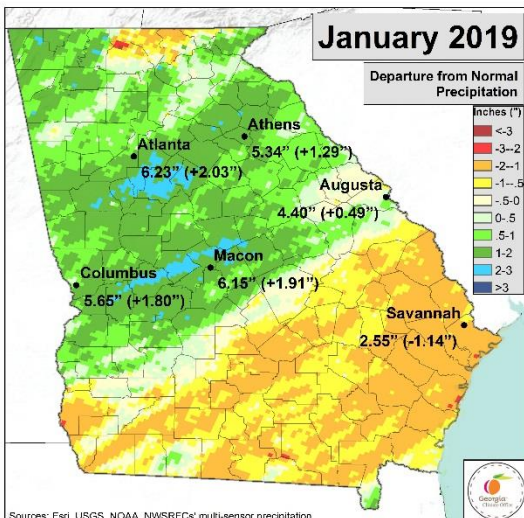 January 2019
Departure from Normal
Precipitation
Inches (")
<-3
-3--2
-2--1
-1--.5
-.5-0
0-.5
.5-1
1-2
2-3
>3
Athens
5.34” (+1.29”)
Atlanta
6.23” (+2.03”)
Augusta
4.40” (+0.49”)
Macon
6.15” (+1.91”)
Columbus
5.65” (+1.80”)
Savannah
2.55” (-1.14”)
Georgia
Climate Office
Sources: Esri, USGS, NOAA, NWSRFCs' multi-sensor precipitation